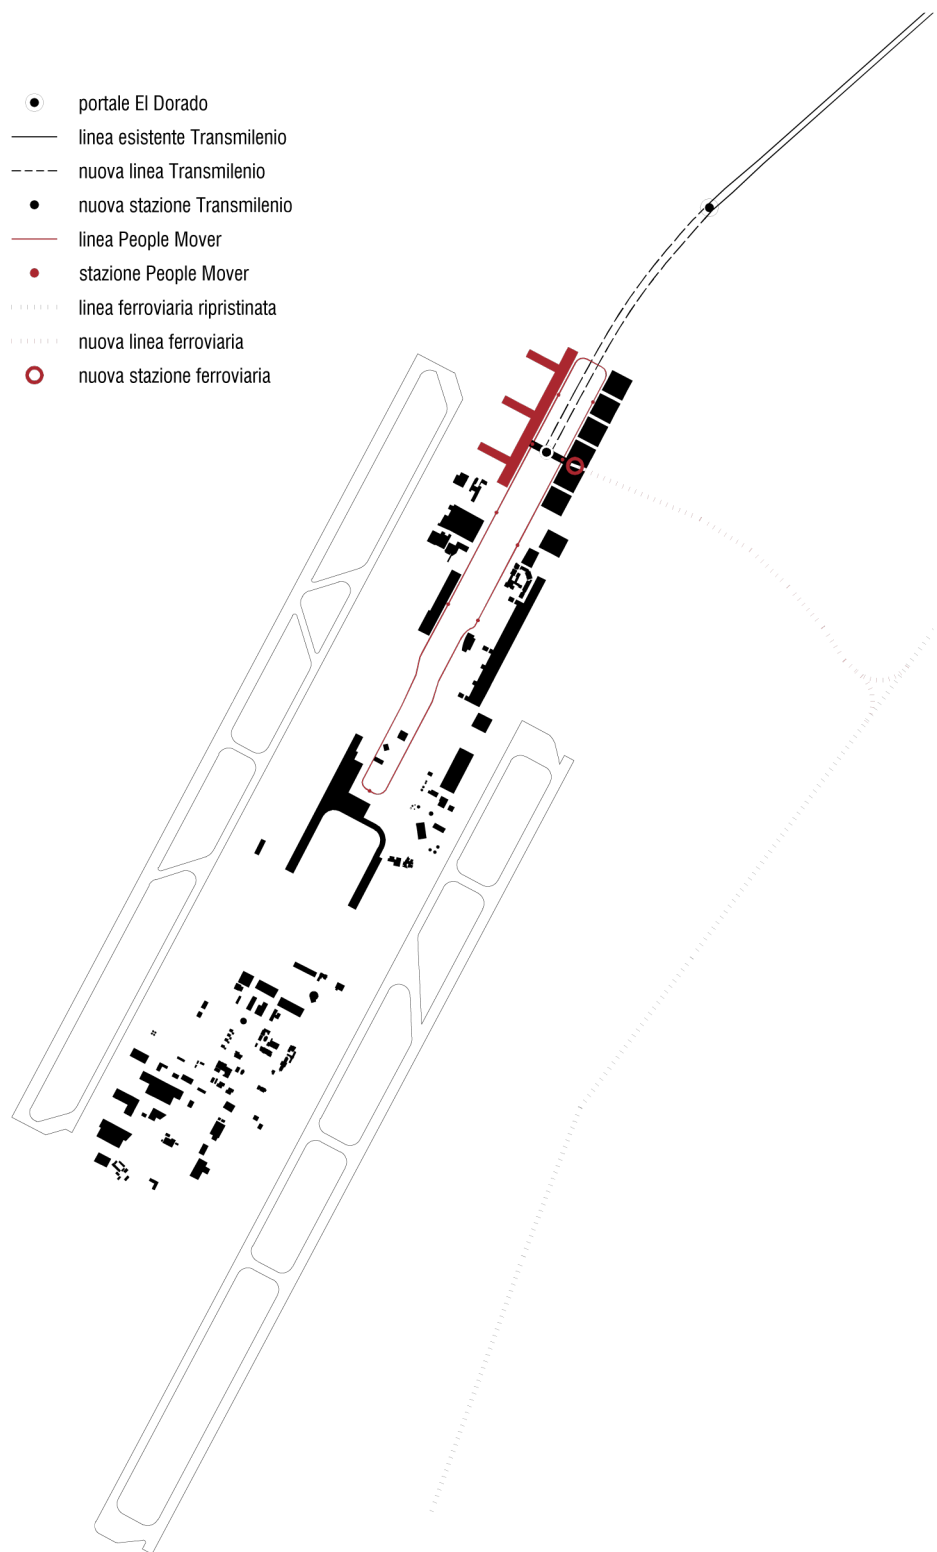 portale El Dorado
linea esistente Transmilenio
nuova linea Transmilenio
nuova stazione Transmilenio
linea People Mover
stazione People Mover
linea ferroviaria ripristinata
nuova linea ferroviaria
nuova stazione ferroviaria